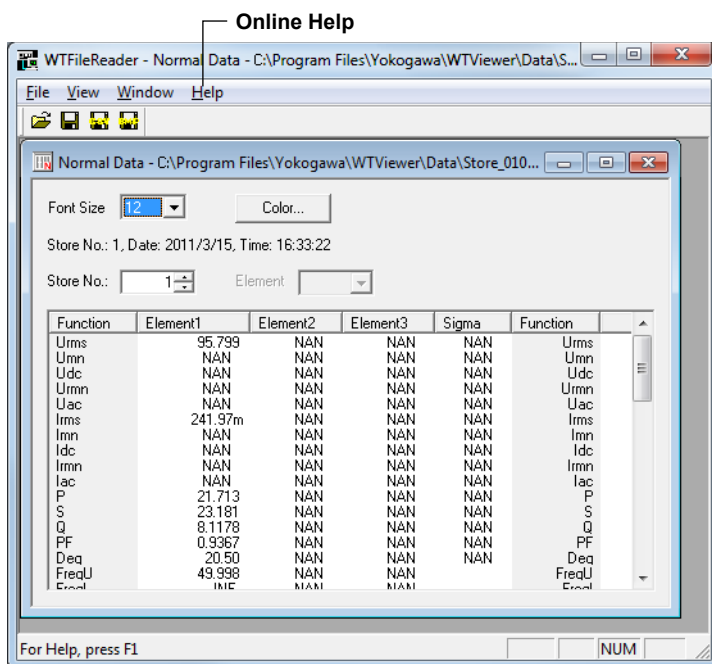 Online Help
WTFileReader - Normal Data - C:\Program Files\Yokogawa\WTViewer\Data\S...
File View Window Help
Normal Data - C:\Program Files\Yokogawa\WTViewer\Data\Store_010...
Font Size 12 Color...
Store No.: 1, Date: 2011/3/15, Time: 16:33:22
Store No.: 1 Element
Function Element1 Element2 Element3 Sigma Function
Urms 95.799 NAN NAN NAN Urms
Umn NAN NAN NAN NAN Umn
Udc NAN NAN NAN NAN Udc
Urmn NAN NAN NAN NAN Urmn
Uac NAN NAN NAN NAN Uac
Irms 241.97m NAN NAN NAN Irms
Imn NAN NAN NAN NAN Imn
Idc NAN NAN NAN NAN Idc
Irmn NAN NAN NAN NAN Irmn
Iac NAN NAN NAN NAN Iac
P 21.713 NAN NAN NAN P
S 23.181 NAN NAN NAN S
Q 8.1178 NAN NAN NAN Q
PF 0.9367 NAN NAN NAN PF
Deg 20.50 NAN NAN NAN Deg
FreqU 49.998 NAN NAN FreqU
FreqI INF NAN NAN FreqI
For Help, press F1 NUM